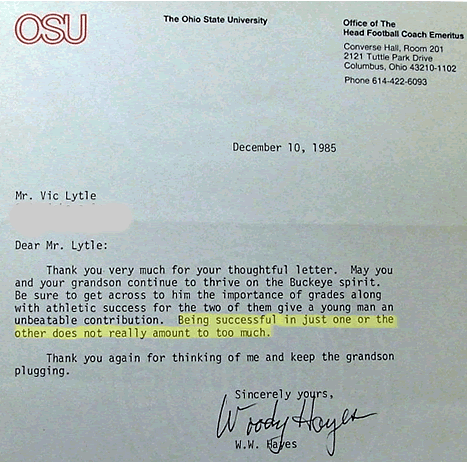 OSU
The Ohio State University
Office of The
Head Football Coach Emeritus
Converse Hall, Room 201
2121 Tuttle Park Drive
Columbus, Ohio 43210-1102
Phone 614-422-6093
December 10, 1985
Mr. Vic Lytle
Dear Mr. Lytle:
Thank you very much for your thoughtful letter. May you
and your grandson continue to thrive on the Buckeye spirit.
Be sure to get across to him the importance of grades along
with athletic success for the two of them give a young man an
unbeatable contribution. Being successful in just one or the
other does not really amount to too much.
Thank you again for thinking of me and keep the grandson
plugging.
Sincerely yours,
Woody Hayes
W.W. Hayes